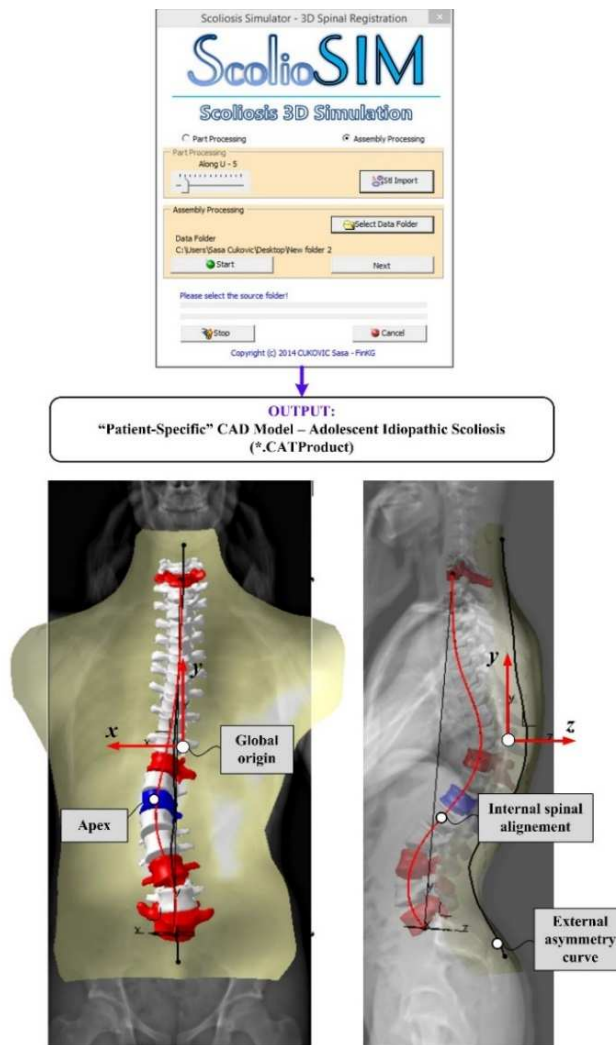 Scoliosis Simulator - 3D Spinal Registration
ScolioSIM
Scoliosis 3D Simulation
Part Processing
Assembly Processing
Part Processing
Along U - 5
Stl Import
Assembly Processing
Select Data Folder
Data Folder
C:\Users\Sasa Cukovic\Desktop\New folder 2
Start
Next
Please select the source folder!
Stop
Cancel
Copyright (c) 2014 CUKOVIC Sasa - FinKG
OUTPUT:
“Patient-Specific” CAD Model – Adolescent Idiopathic Scoliosis
(*.CATProduct)
y
x
Global
origin
Apex
y
z
Internal spinal
alignement
External
asymmetry
curve